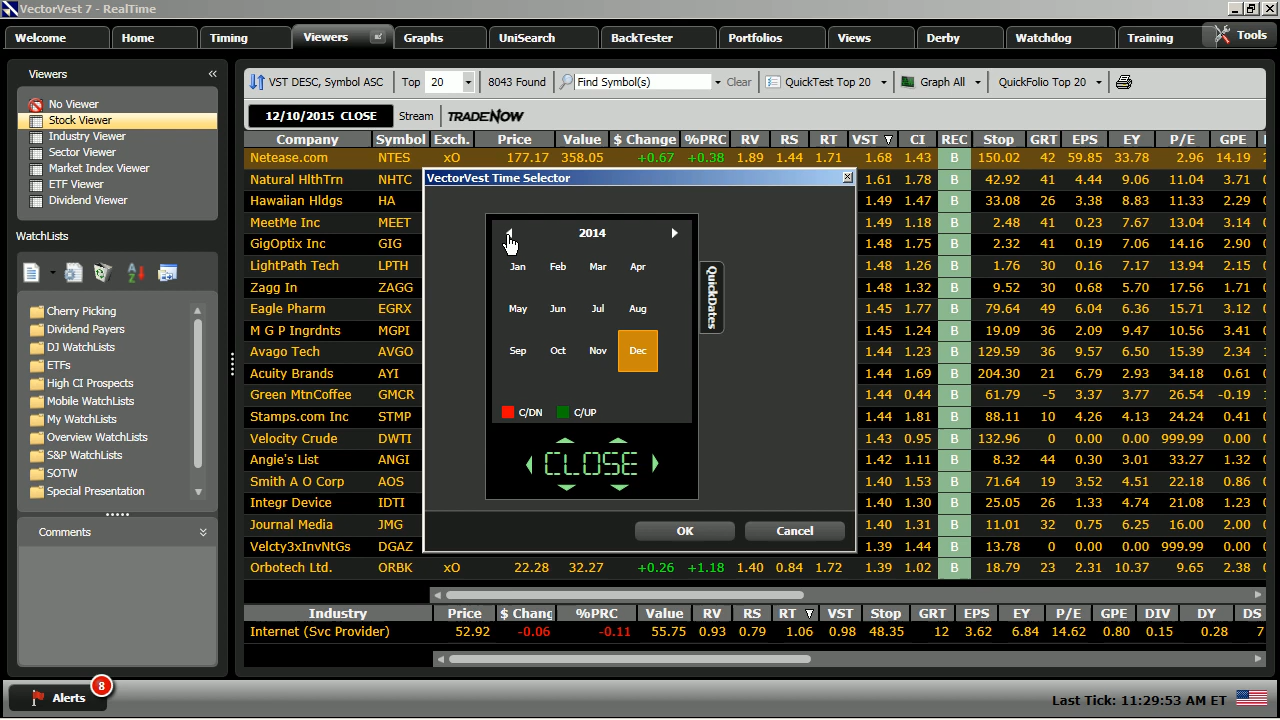 VectorVest 7 - RealTime
Welcome Home Timing Viewers Graphs UniSearch BackTester Portfolios Views Derby Watchdog Training Tools
Viewers «
No Viewer
Stock Viewer
Industry Viewer
Sector Viewer
Market Index Viewer
ETF Viewer
Dividend Viewer
WatchLists
Cherry Picking
Dividend Payers
DJ WatchLists
ETFs
High CI Prospects
Mobile WatchLists
My WatchLists
Overview WatchLists
S&P WatchLists
SOTW
Special Presentation
Comments
VST DESC, Symbol ASC Top 20 8043 Found Find Symbol(s) Clear QuickTest Top 20 Graph All QuickFolio Top 20
12/10/2015 CLOSE Stream TRADENOW
Company Symbol Exch. Price Value $ Change %PRC RV RS RT VST CI REC Stop GRT EPS EY P/E GPE
Netease.com NTES xO 177.17 358.05 +0.67 +0.38 1.89 1.44 1.71 1.68 1.43 B 150.02 42 59.85 33.78 2.96 14.19
Natural HlthTrn NHTC 1.61 1.78 B 42.92 41 4.44 9.06 11.04 3.71
Hawaiian Hldgs HA 1.49 1.47 B 33.08 26 3.38 8.83 11.33 2.29
MeetMe Inc MEET 1.49 1.18 B 2.48 41 0.23 7.67 13.04 3.14
GigOptix Inc GIG 1.48 1.75 B 2.32 41 0.19 7.06 14.16 2.90
LightPath Tech LPTH 1.48 1.26 B 1.76 30 0.16 7.17 13.94 2.15
Zagg In ZAGG 1.48 1.32 B 9.52 30 0.68 5.70 17.56 1.71
Eagle Pharm EGRX 1.45 1.77 B 79.64 49 6.04 6.36 15.71 3.12
M G P Ingrdnts MGPI 1.45 1.24 B 19.09 36 2.09 9.47 10.56 3.41
Avago Tech AVGO 1.44 1.23 B 129.59 36 9.57 6.50 15.39 2.34
Acuity Brands AYI 1.44 1.69 B 204.30 21 6.79 2.93 34.18 0.61
Green MtnCoffee GMCR 1.44 0.44 B 61.79 -5 3.37 3.77 26.54 -0.19
Stamps.com Inc STMP 1.44 1.81 B 88.11 10 4.26 4.13 24.24 0.41
Velocity Crude DWTI 1.43 0.95 B 132.96 0 0.00 0.00 999.99 0.00
Angie's List ANGI 1.42 1.11 B 8.32 44 0.30 3.01 33.27 1.32
Smith A O Corp AOS 1.40 1.53 B 71.64 19 3.52 4.51 22.18 0.86
Integr Device IDTI 1.40 1.30 B 25.05 26 1.33 4.74 21.08 1.23
Journal Media JMG 1.40 1.31 B 11.01 32 0.75 6.25 16.00 2.00
Velcty3xInvNtGs DGAZ 1.39 1.44 B 13.78 0 0.00 0.00 999.99 0.00
Orbotech Ltd. ORBK xO 22.28 32.27 +0.26 +1.18 1.40 0.84 1.72 1.39 1.02 B 18.79 23 2.31 10.37 9.65 2.38
VectorVest Time Selector
2014
Jan Feb Mar Apr
May Jun Jul Aug
Sep Oct Nov Dec
C/DN C/UP
CLOSE
QuickDates
OK Cancel
Industry Price $ Chang %PRC Value RV RS RT VST Stop GRT EPS EY P/E GPE DIV DY DS
Internet (Svc Provider) 52.92 -0.06 -0.11 55.75 0.93 0.79 1.06 0.98 48.35 12 3.62 6.84 14.62 0.80 0.15 0.28 7
Alerts 8
Last Tick: 11:29:53 AM ET